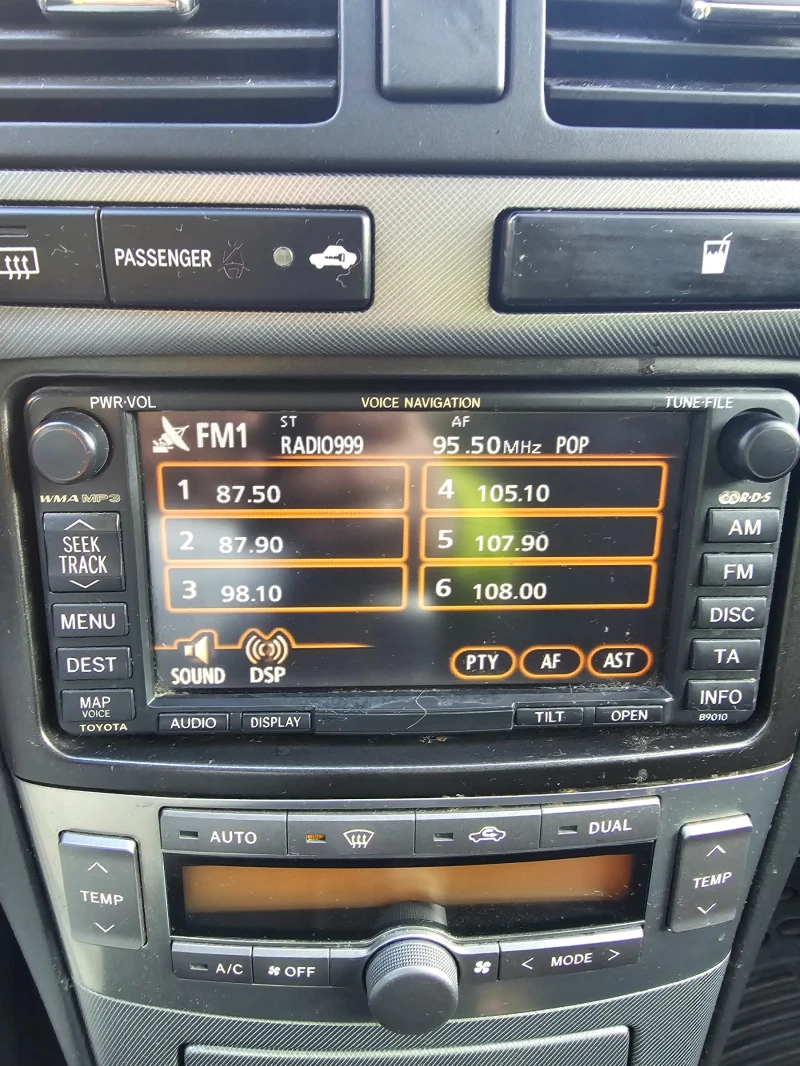 PASSENGER
PWR·VOL VOICE NAVIGATION TUNE·FILE
ST AF
FM1 RADIO999 95.50MHz POP
WMA MP3
1 87.50 4 105.10
2 87.90 5 107.90
3 98.10 6 108.00
SOUND DSP PTY AF AST
SEEK
TRACK
MENU
DEST
MAP
VOICE
TOYOTA
R·D·S
AM
FM
DISC
TA
INFO
B9010
AUDIO DISPLAY TILT OPEN
AUTO DUAL
TEMP TEMP
A/C OFF < MODE >